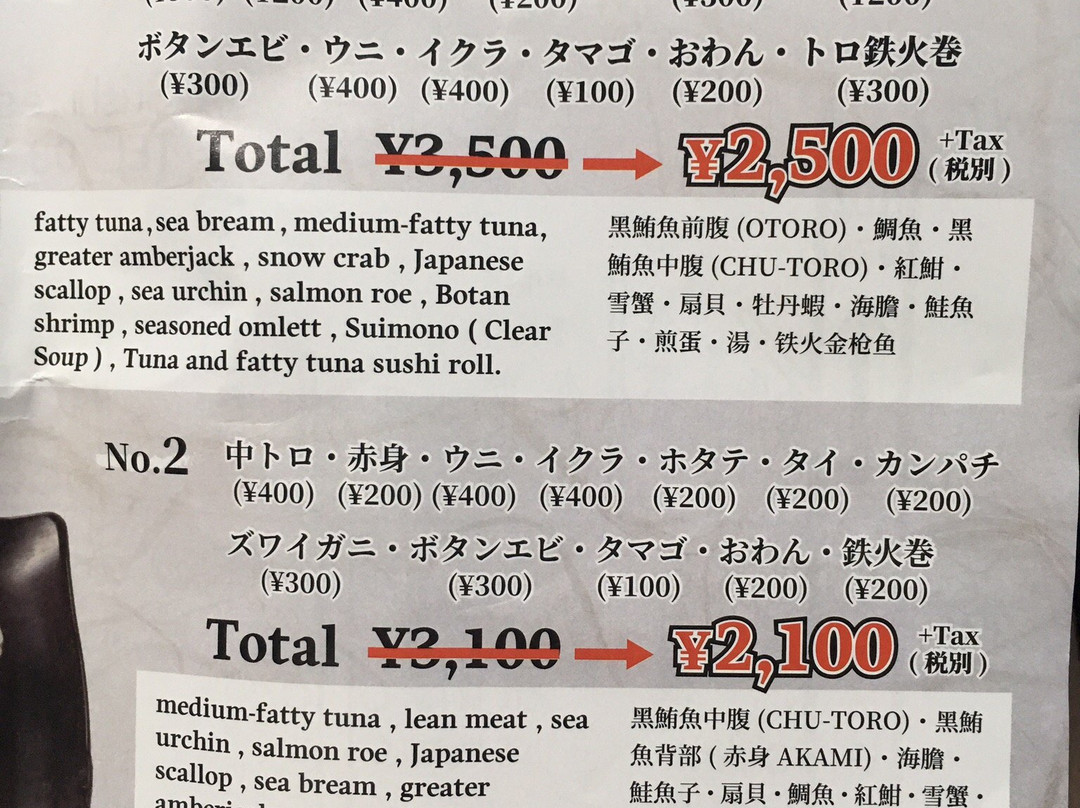 ボタンエビ・ウニ・イクラ・タマゴ・おわん・トロ鉄火巻
(¥300) (¥400) (¥400) (¥100) (¥200) (¥300)
Total ¥3,500 ¥2,500 +Tax (税別)
fatty tuna, sea bream , medium-fatty tuna,
greater amberjack , snow crab , Japanese
scallop , sea urchin , salmon roe , Botan
shrimp , seasoned omlett , Suimono ( Clear
Soup ) , Tuna and fatty tuna sushi roll.
黒鮪魚前腹 (OTORO)・鯛魚・黒
鮪魚中腹 (CHU-TORO)・紅魽・
雪蟹・扇貝・牡丹蝦・海膽・鮭魚
子・煎蛋・湯・铁火金枪鱼
No.2 中トロ・赤身・ウニ・イクラ・ホタテ・タイ・カンパチ
(¥400) (¥200) (¥400) (¥400) (¥200) (¥200) (¥200)
ズワイガニ・ボタンエビ・タマゴ・おわん・鉄火巻
(¥300) (¥300) (¥100) (¥200) (¥200)
Total ¥3,100 ¥2,100 +Tax (税別)
medium-fatty tuna , lean meat , sea
urchin , salmon roe , Japanese
scallop , sea bream , greater
黒鮪魚中腹 (CHU-TORO)・黒鮪
魚背部 ( 赤身 AKAMI)・海膽・
鮭魚子・扇貝・鯛魚・紅魽・雪蟹・